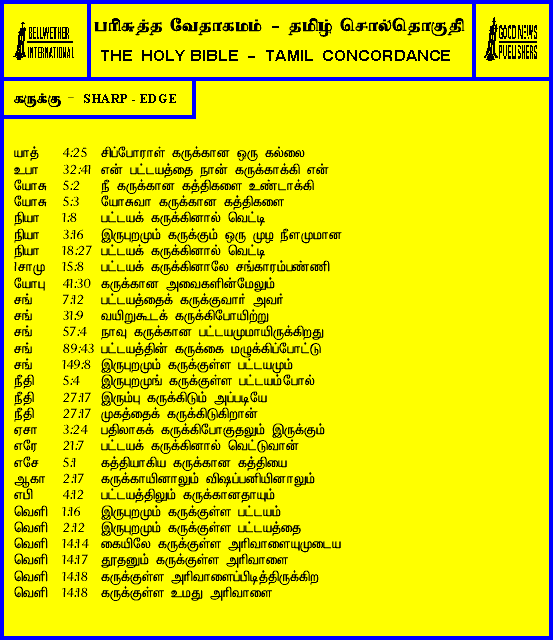 BELLWETHER
INTERNATIONAL
பரிசுத்த வேதாகமம் - தமிழ் சொல்தொகுதி
THE HOLY BIBLE - TAMIL CONCORDANCE
GOOD NEWS
PUBLISHERS
கருக்கு - SHARP - EDGE
யாத் 4:25 சிப்போராள் கருக்கான ஒரு கல்லை
உபா 32:41 என் பட்டயத்தை நான் கருக்காக்கி என்
யோசு 5:2 நீ கருக்கான கத்திகளை உண்டாக்கி
யோசு 5:3 யோசுவா கருக்கான கத்திகளை
நியா 1:8 பட்டயக் கருக்கினால் வெட்டி
நியா 3:16 இருபுறமும் கருக்கும் ஒரு முழ நீளமுமான
நியா 18:27 பட்டயக் கருக்கினால் வெட்டி
1சாமு 15:8 பட்டயக் கருக்கினாலே சங்காரம்பண்ணி
யோபு 41:30 கருக்கான அவைகளின்மேலும்
சங் 7:12 பட்டயத்தைக் கருக்குவார் அவர்
சங் 31:9 வயிறுகூடக் கருக்கிபோயிற்று
சங் 57:4 நாவு கருக்கான பட்டயமுமாயிருக்கிறது
சங் 89:43 பட்டயத்தின் கருக்கை மழுக்கிப்போட்டு
சங் 149:8 இருபுறமும் கருக்குள்ள பட்டயமும்
நீதி 5:4 இருபுறமுங் கருக்குள்ள பட்டயம்போல்
நீதி 27:17 இரும்பு கருக்கிடும் அப்படியே
நீதி 27:17 முகத்தைக் கருக்கிடுகிறான்
ஏசா 3:24 பதிலாகக் கருக்கிபோகுதலும் இருக்கும்
எரே 21:7 பட்டயக் கருக்கினால் வெட்டுவான்
எசே 5:1 கத்தியாகிய கருக்கான கத்தியை
ஆகா 2:17 கருக்காயினாலும் விஷப்பனியினாலும்
எபி 4:12 பட்டயத்திலும் கருக்கானதாயும்
வெளி 1:16 இருபுறமும் கருக்குள்ள பட்டயம்
வெளி 2:12 இருபுறமும் கருக்குள்ள பட்டயத்தை
வெளி 14:14 கையிலே கருக்குள்ள அரிவாளையுமுடைய
வெளி 14:17 தூதனும் கருக்குள்ள அரிவாளை
வெளி 14:18 கருக்குள்ள அரிவாளைப்பிடித்திருக்கிற
வெளி 14:18 கருக்குள்ள உமது அரிவாளை